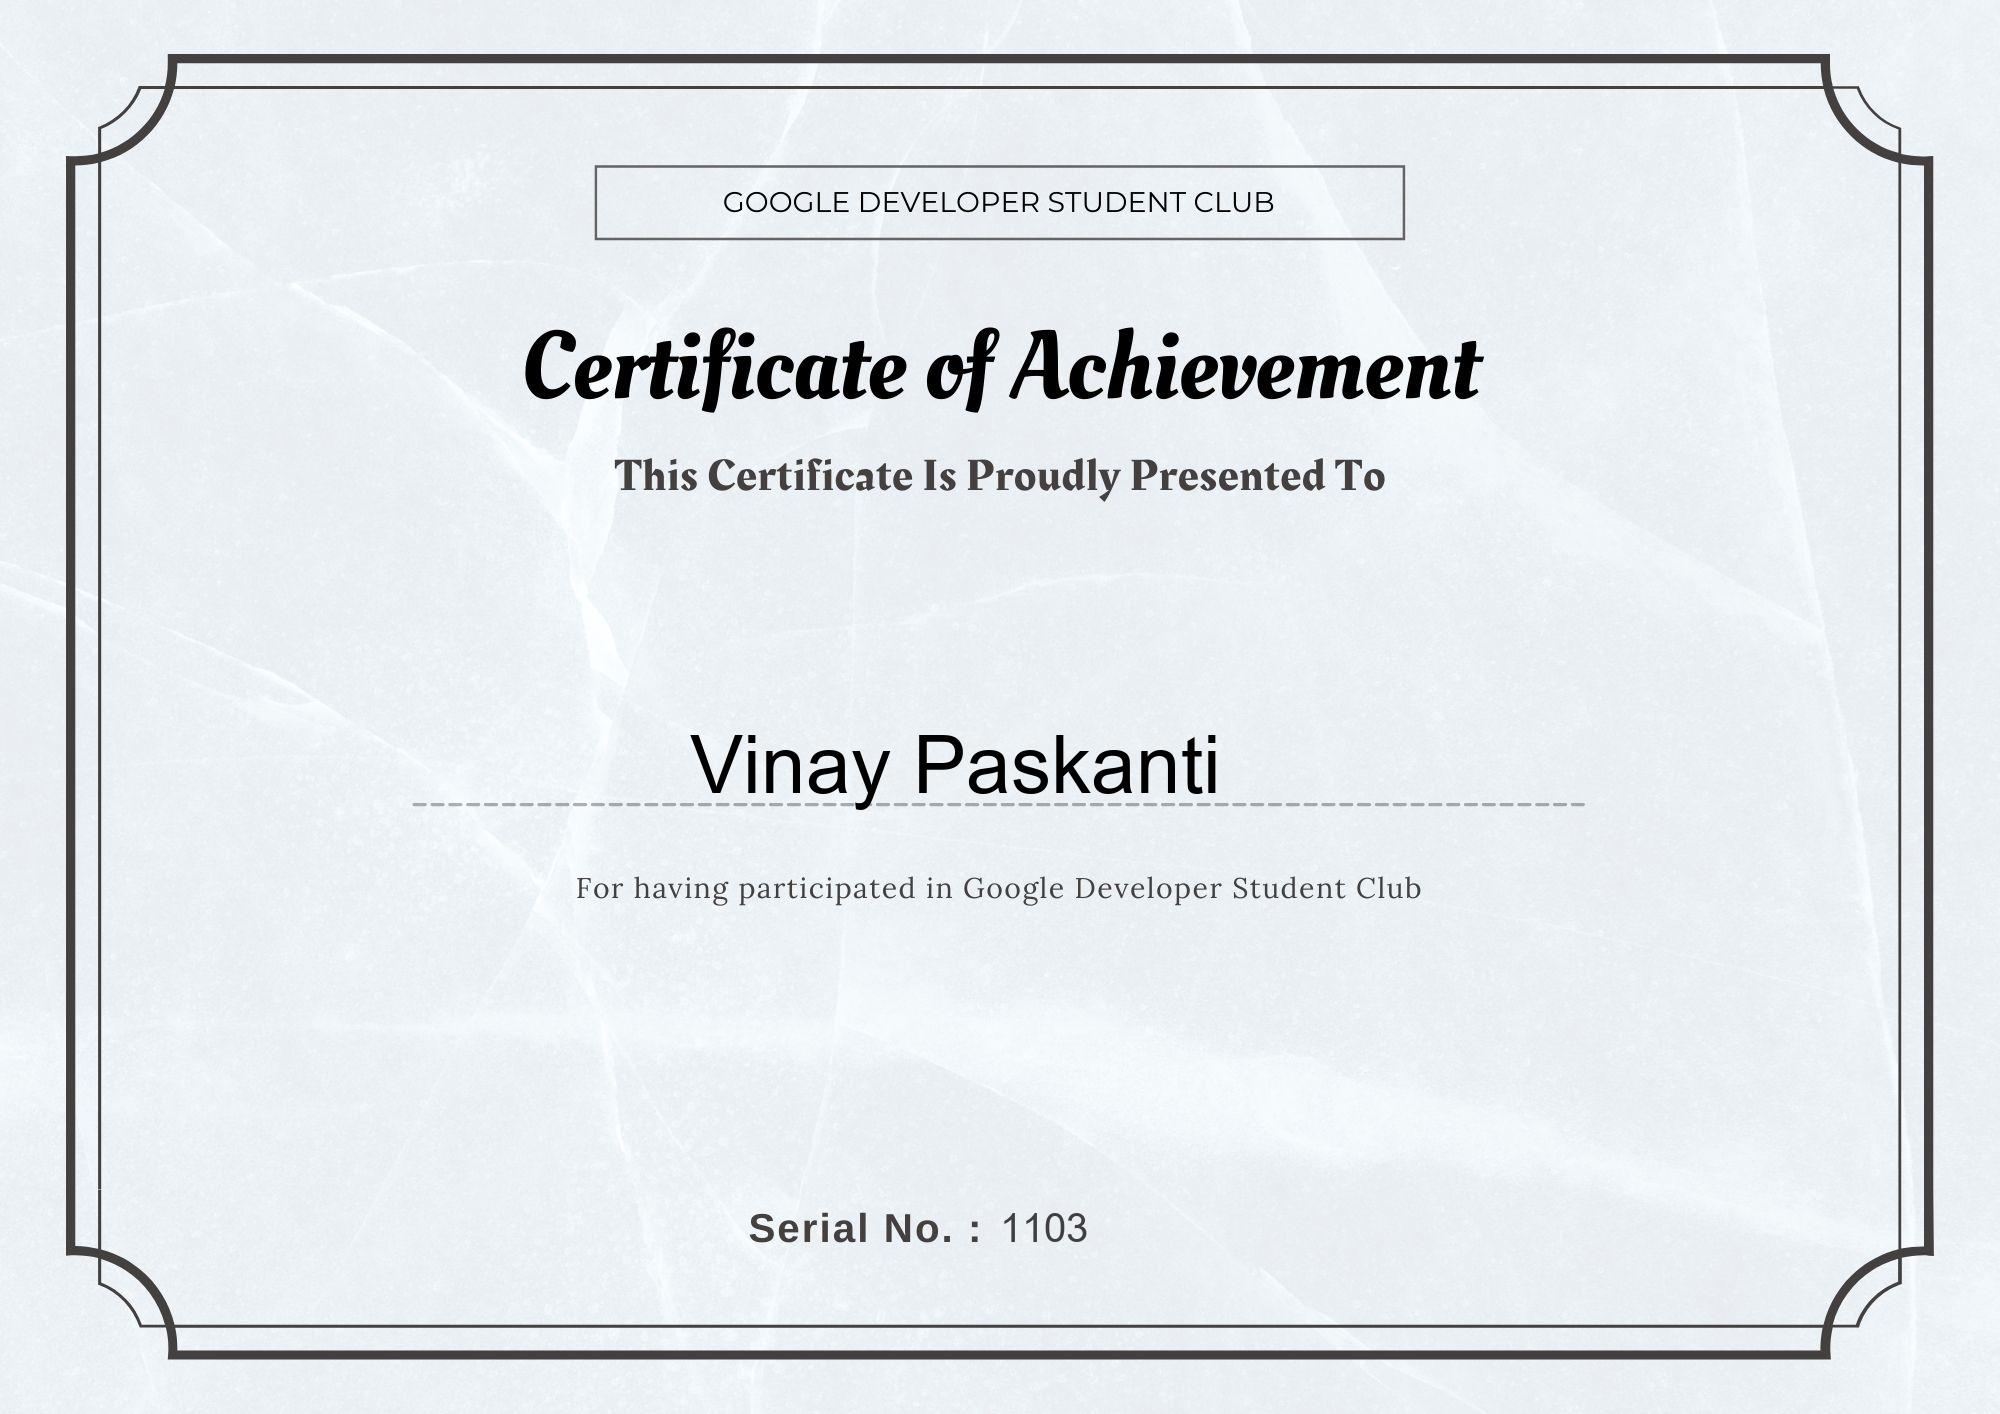 GOOGLE DEVELOPER STUDENT CLUB
Certificate of Achievement
This Certificate Is Proudly Presented To
Vinay Paskanti
For having participated in Google Developer Student Club
Serial No. : 1103